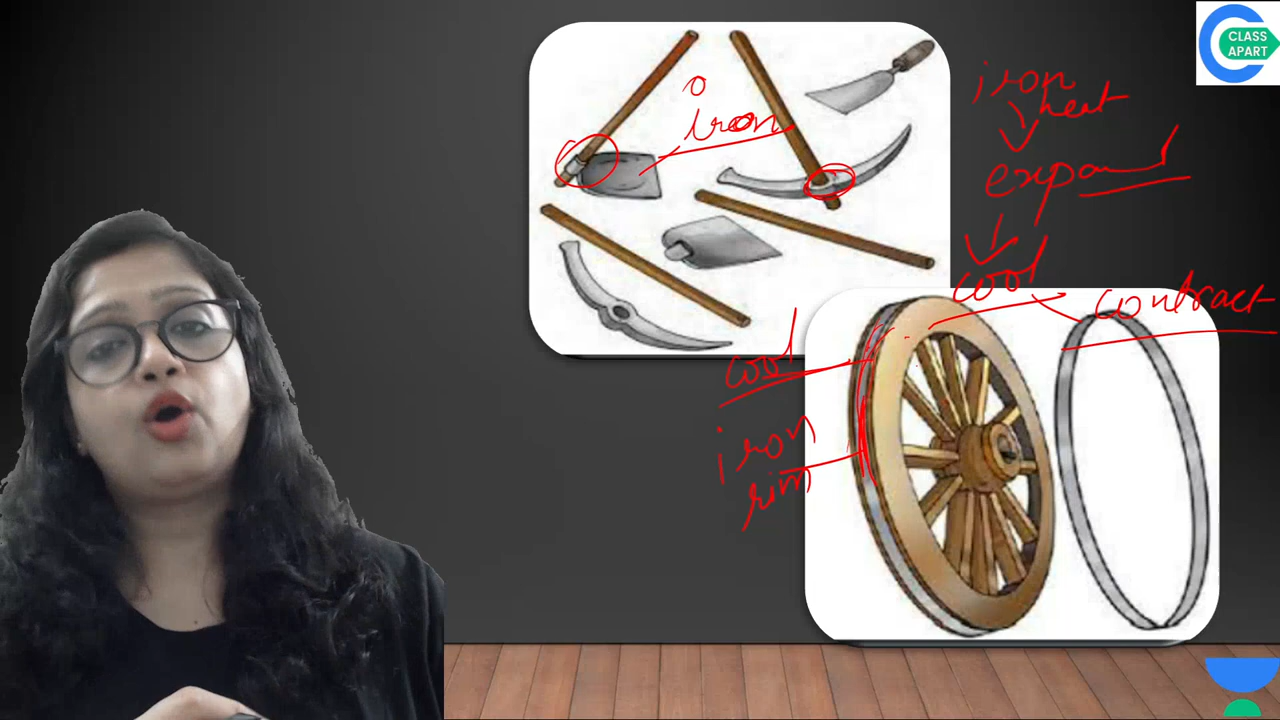 CLASS
APART
iron
iron
heat
expand
cool
contract
cool
iron
rim